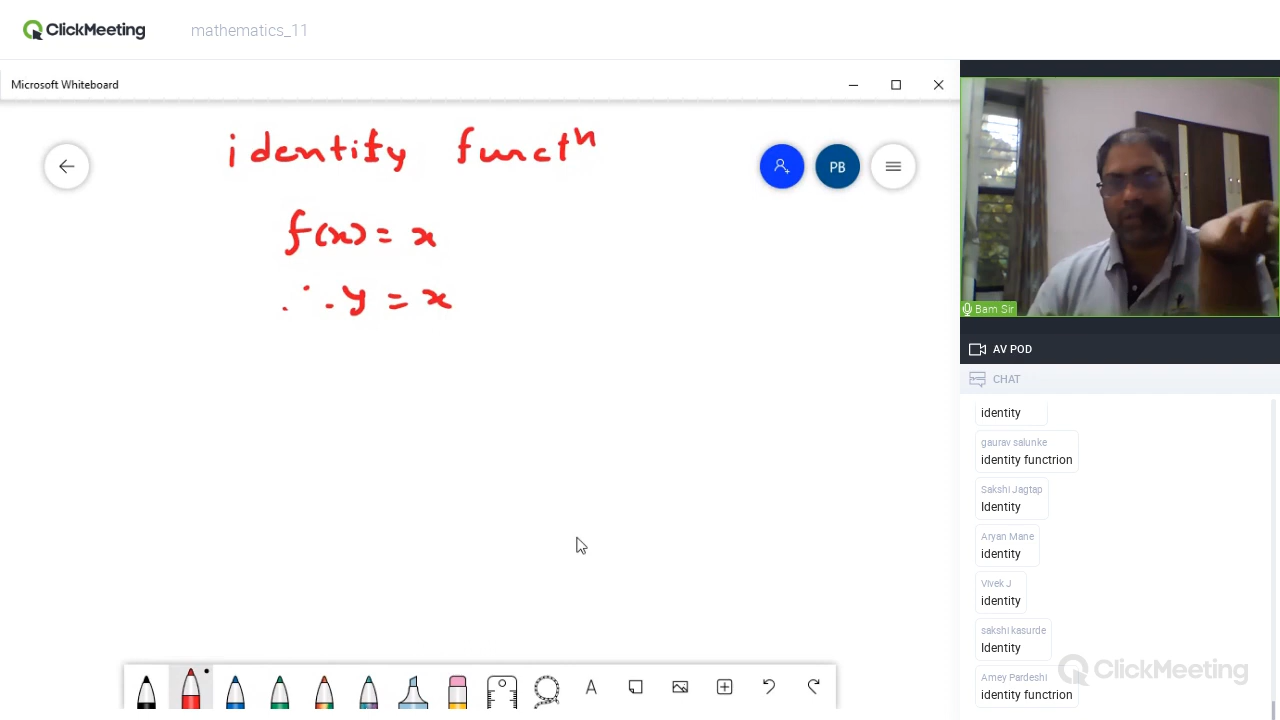 ClickMeeting mathematics_11
Microsoft Whiteboard
identify functn
PB
f(x) = x
∴ y = x
Bam Sir
AV POD
CHAT
identity
gaurav salunke
identity functrion
Sakshi Jagtap
Identity
Aryan Mane
identity
Vivek J
identity
sakshi kasurde
Identity
Amey Pardeshi
identity functrion
ClickMeeting
A